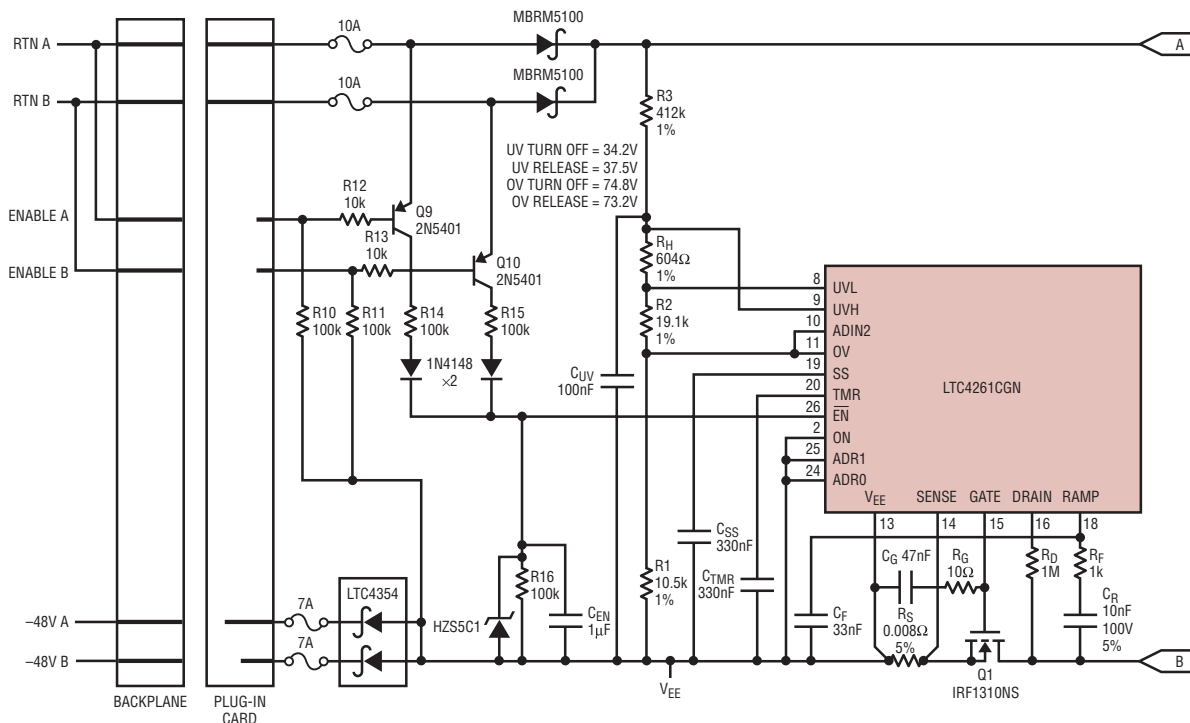 RTN A
RTN B
ENABLE A
ENABLE B
–48V A
–48V B
BACKPLANE
PLUG-IN
CARD
10A
10A
MBRM5100
MBRM5100
A
R3
412k
1%
UV TURN OFF = 34.2V
UV RELEASE = 37.5V
OV TURN OFF = 74.8V
OV RELEASE = 73.2V
R12
10k
Q9
2N5401
R13
10k
Q10
2N5401
RH
604Ω
1%
R10
100k
R11
100k
R14
100k
R15
100k
R2
19.1k
1%
1N4148
×2
CUV
100nF
8
UVL
9
UVH
10
ADIN2
11
OV
19
SS
20
TMR
26
EN
2
ON
25
ADR1
24
ADR0
LTC4261CGN
VEE
SENSE
GATE
DRAIN
RAMP
13
14
15
16
18
CSS
330nF
CG 47nF
RG
10Ω
RD
1M
RF
1k
7A
LTC4354
7A
HZS5C1
R16
100k
CEN
1µF
R1
10.5k
1%
CTMR
330nF
CF
33nF
RS
0.008Ω
5%
CR
10nF
100V
5%
VEE
Q1
IRF1310NS
B